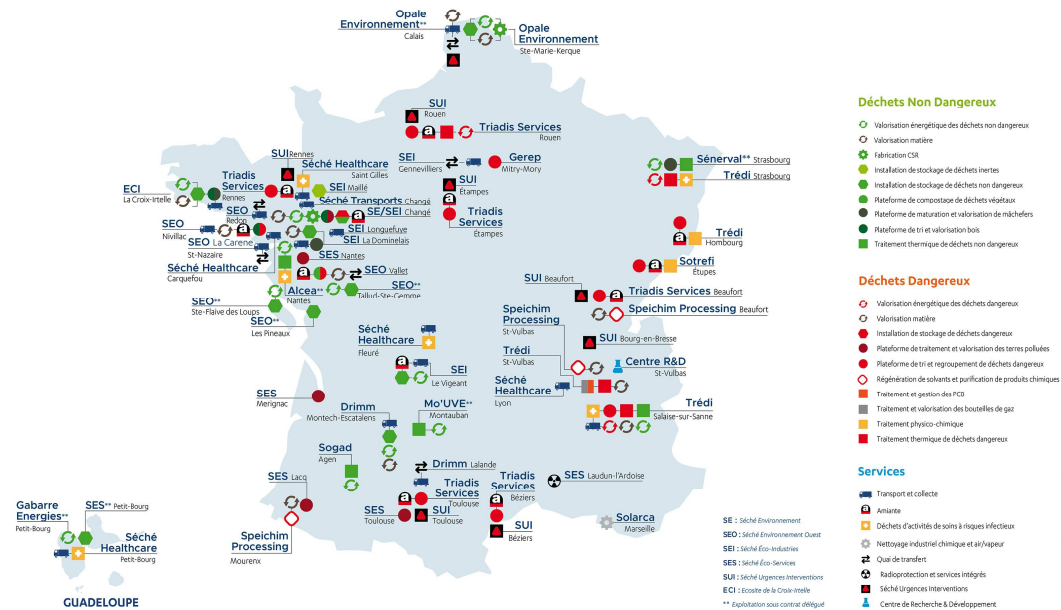 Opale
Environnement**
Calais
Opale
Environnement
Ste-Marie-Kerque
SUI
Rouen
Triadis Services
Rouen
SUI Rennes
Séché Healthcare
Saint Gilles
SEI
Gennevilliers
Gerep
Mitry-Mory
Sénerval** Strasbourg
Trédi Strasbourg
ECI
La Croix-Irtelle
Triadis
Services
Rennes
SEI Maillé
SUI
Étampes
Séché Transports Changé
SEO
Redon
SE/SEI Changé
Triadis
Services
Étampes
SEO
Nivillac
SEI Longuefuye
SEO La Carene
St-Nazaire
SEI La Dominelais
Trédi
Hombourg
Séché Healthcare
Carquefou
SES Nantes
Sotrefi
Étupes
SEO Vallet
Alcea**
Nantes
SEO**
Tallud-Ste-Gemme
SUI Beaufort
Triadis Services Beaufort
SEO**
Ste-Flaive des Loups
SEO**
Les Pineaux
Speichim
Processing
St-Vulbas
Speichim Processing Beaufort
Séché
Healthcare
Fleuré
SUI Bourg-en-Bresse
Trédi
St-Vulbas
Centre R&D
St-Vulbas
SEI
Le Vigeant
Séché
Healthcare
Lyon
SES
Merignac
Drimm
Montech-Escatalens
Mo'UVE**
Montauban
Trédi
Salaise-sur-Sanne
Sogad
Agen
Drimm Lalande
SES Lacq
Triadis
Services
Toulouse
Triadis
Services
Béziers
SES Laudun-l'Ardoise
SES
Toulouse
SUI
Toulouse
SUI
Béziers
Solarca
Marseille
Speichim
Processing
Mourenx
Gabarre
Energies**
Petit-Bourg
SES** Petit-Bourg
Séché
Healthcare
Petit-Bourg
GUADELOUPE
SE : Séché Environnement
SEO : Séché Environnement Ouest
SEI : Séché Éco-Industries
SES : Séché Éco-Services
SUI : Séché Urgences Interventions
ECI : Ecosite de la Croix-Irtelle
** Exploitation sous contrat délégué
Déchets Non Dangereux
Valorisation énergétique des déchets non dangereux
Valorisation matière
Fabrication CSR
Installation de stockage de déchets inertes
Installation de stockage de déchets non dangereux
Plateforme de compostage de déchets végétaux
Plateforme de maturation et valorisation de mâchefers
Plateforme de tri et valorisation bois
Traitement thermique de déchets non dangereux
Déchets Dangereux
Valorisation énergétique des déchets dangereux
Valorisation matière
Installation de stockage de déchets dangereux
Plateforme de traitement et valorisation des terres polluées
Plateforme de tri et regroupement de déchets dangereux
Régénération de solvants et purification de produits chimiques
Traitement et gestion des PCB
Traitement et valorisation des bouteilles de gaz
Traitement physico-chimique
Traitement thermique de déchets dangereux
Services
Transport et collecte
Amiante
Déchets d'activités de soins à risques infectieux
Nettoyage industriel chimique et air/vapeur
Quai de transfert
Radioprotection et services intégrés
Séché Urgences Interventions
Centre de Recherche & Développement